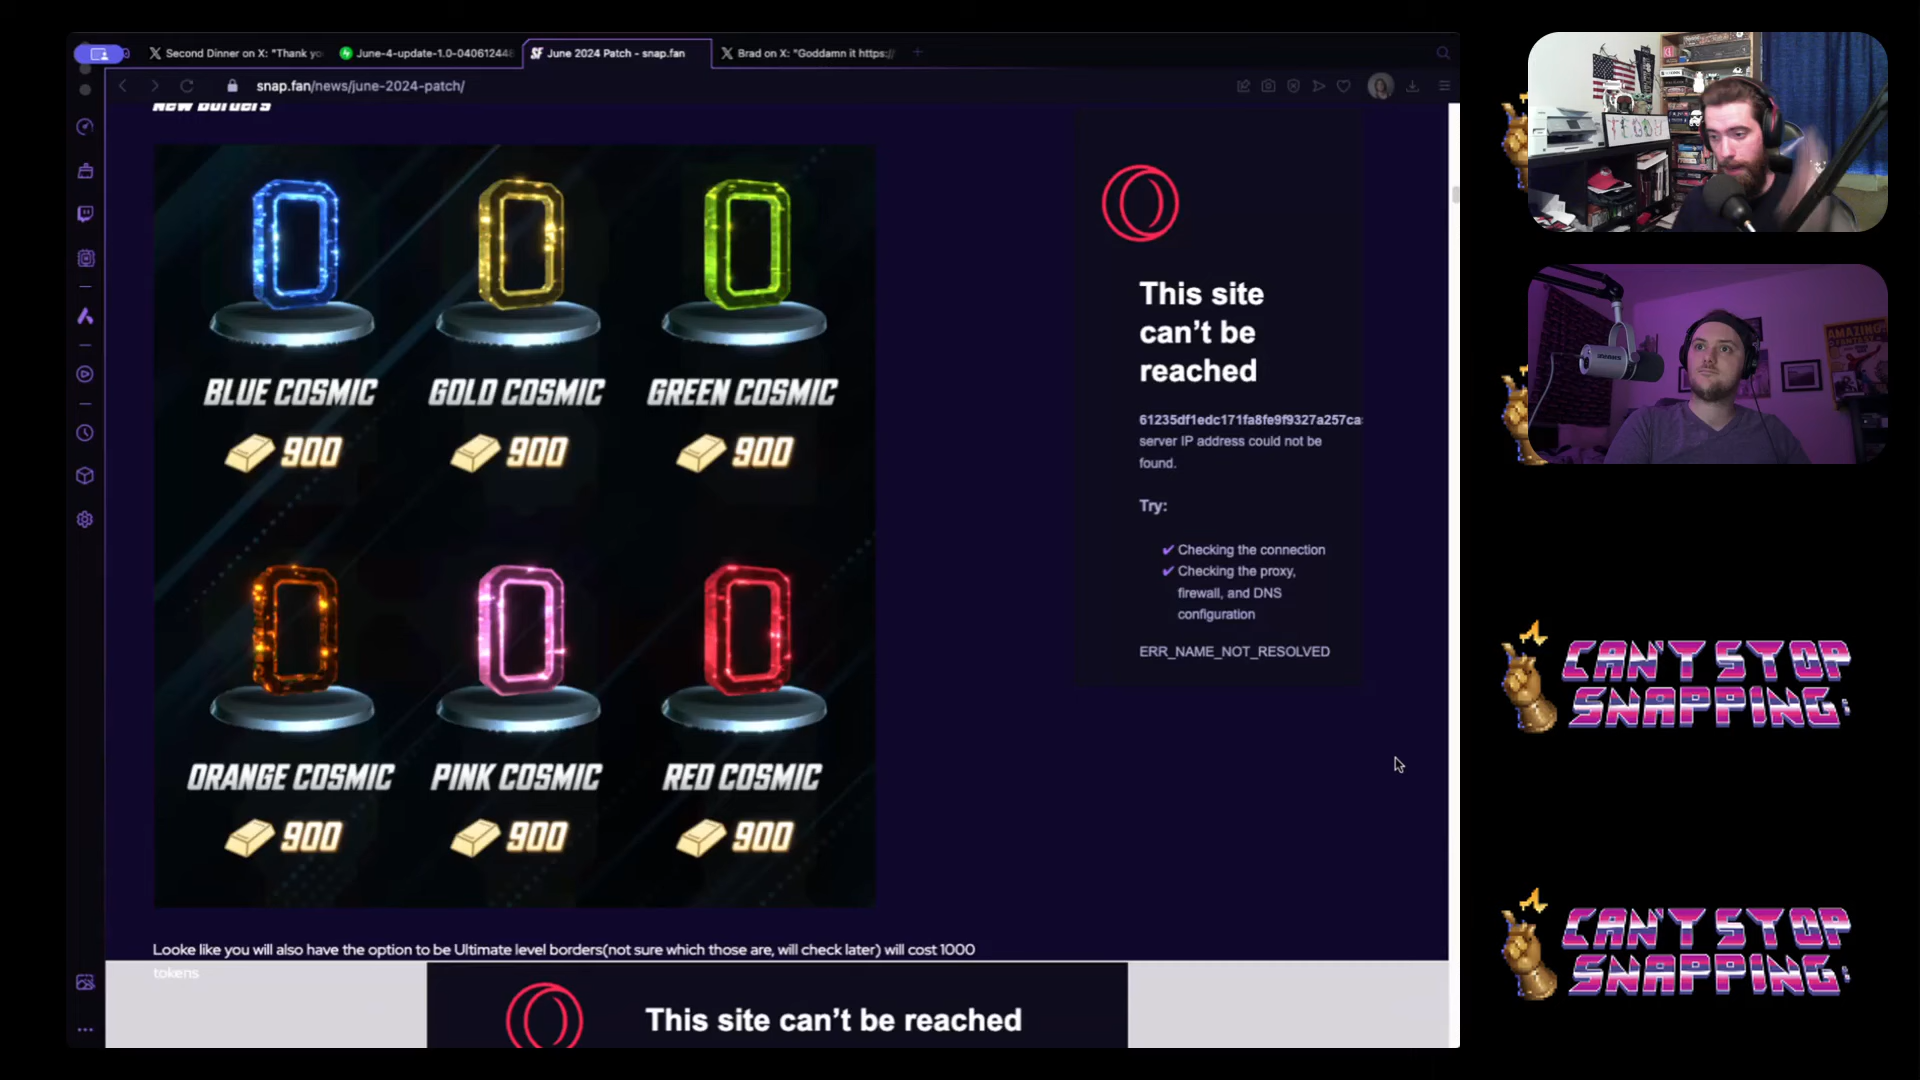 Second Dinner on X: "Thank yo
June-4-update-1.0-040612448
June 2024 Patch - snap.fan
Brad on X: "Goddamn it https:/
snap.fan/news/june-2024-patch/
New Borders
BLUE COSMIC
GOLD COSMIC
GREEN COSMIC
900
900
900
ORANGE COSMIC
PINK COSMIC
RED COSMIC
900
900
900
Looke like you will also have the option to be Ultimate level borders(not sure which those are, will check later) will cost 1000
tokens
This site can't be reached
This site
can't be
reached
61235df1edc171fa8fe9f9327a257ca
server IP address could not be
found.
Try:
✔ Checking the connection
✔ Checking the proxy,
firewall, and DNS
configuration
ERR_NAME_NOT_RESOLVED
AMAZING
FANTASY
CAN'T STOP
SNAPPING:
CAN'T STOP
SNAPPING: